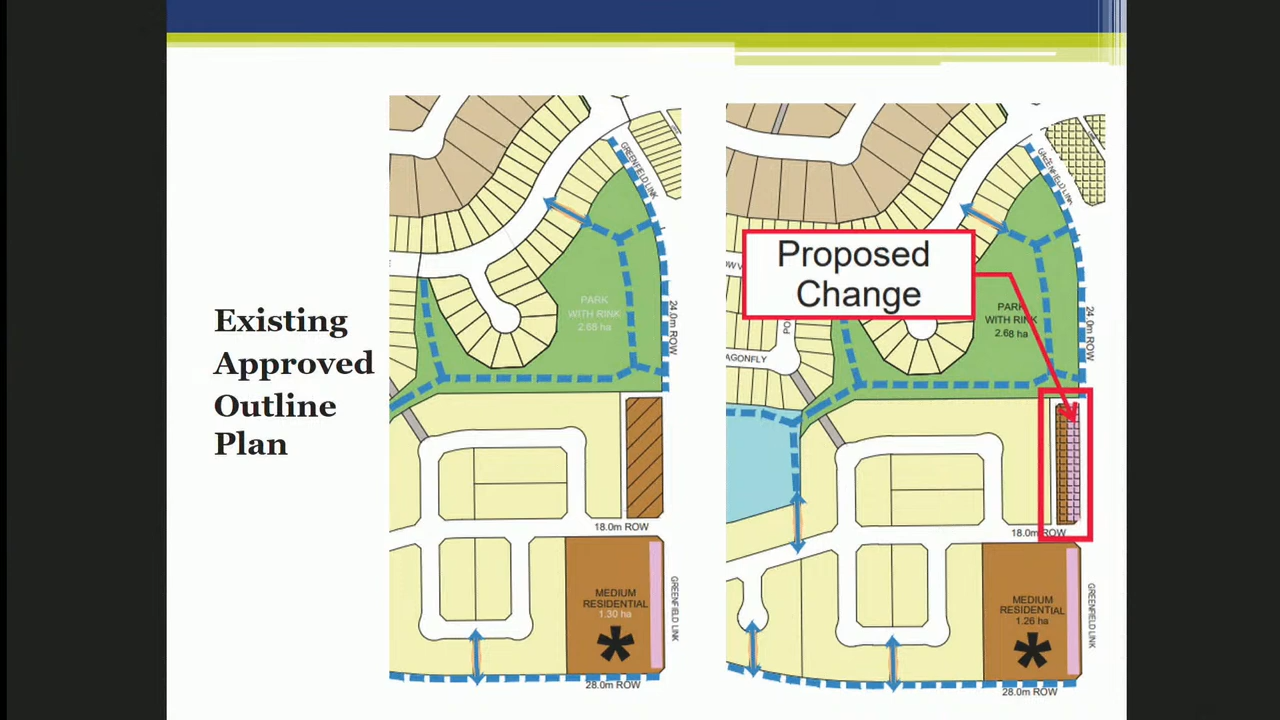 Existing
Approved
Outline
Plan
GREENFIELD LINK
PARK
WITH RINK
2.68 ha
24.0m ROW
18.0m ROW
MEDIUM
RESIDENTIAL
1.30 ha
*
GREENFIELD LINK
28.0m ROW
Proposed
Change
GREENFIELD LINK
PARK
WITH RINK
2.68 ha
24.0m ROW
AGONFLY
18.0m ROW
MEDIUM
RESIDENTIAL
1.26 ha
*
GREENFIELD LINK
28.0m ROW